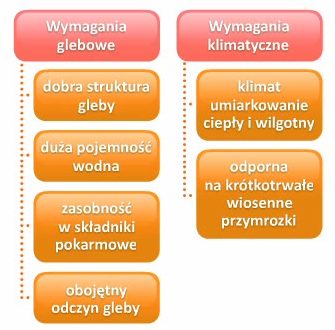 Wymagania
glebowe
dobra struktura
gleby
duża pojemność
wodna
zasobność
w składniki
pokarmowe
obojętny
odczyn gleby
Wymagania
klimatyczne
klimat
umiarkowanie
ciepły i wilgotny
odporna
na krótkotrwałe
wiosenne
przymrozki